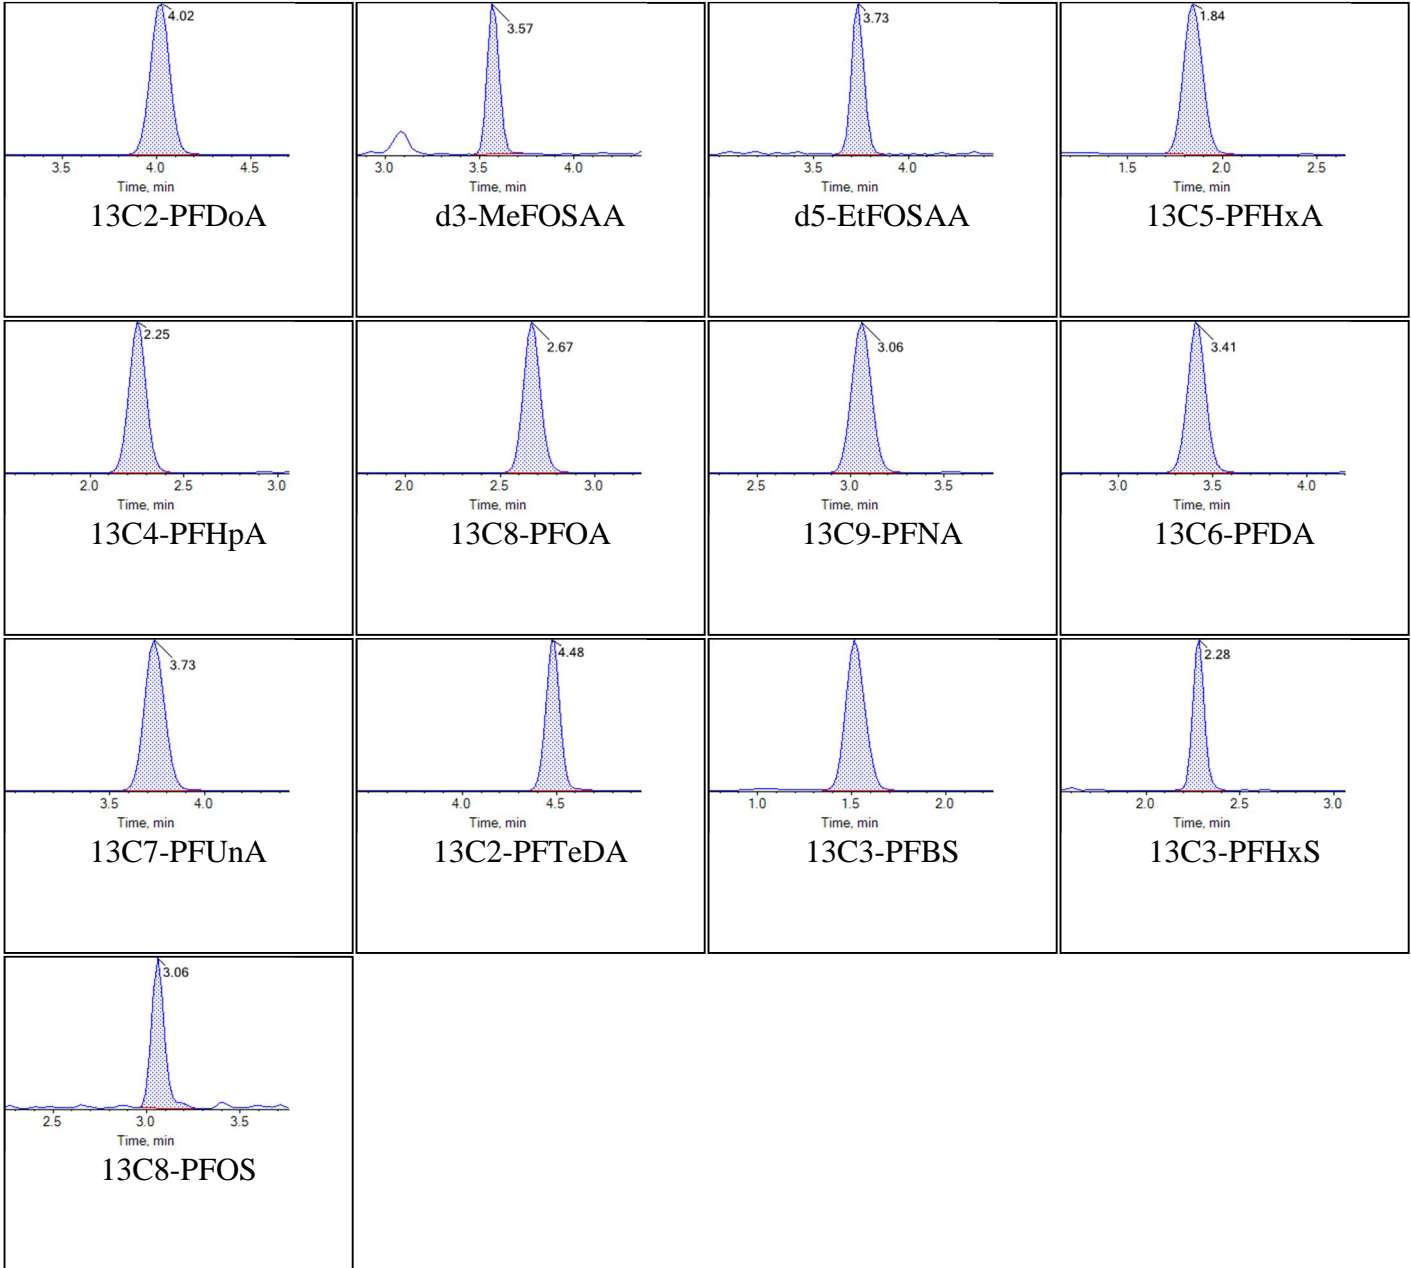 4.02
3.5 4.0 4.5
Time, min
13C2-PFDoA
3.57
3.0 3.5 4.0
Time, min
d3-MeFOSAA
3.73
3.5 4.0
Time, min
d5-EtFOSAA
1.84
1.5 2.0 2.5
Time, min
13C5-PFHxA
2.25
2.0 2.5 3.0
Time, min
13C4-PFHpA
2.67
2.0 2.5 3.0
Time, min
13C8-PFOA
3.06
2.5 3.0 3.5
Time, min
13C9-PFNA
3.41
3.0 3.5 4.0
Time, min
13C6-PFDA
3.73
3.5 4.0
Time, min
13C7-PFUnA
4.48
4.0 4.5
Time, min
13C2-PFTeDA
1.0 1.5 2.0
Time, min
13C3-PFBS
2.28
2.0 2.5 3.0
Time, min
13C3-PFHxS
3.06
2.5 3.0 3.5
Time, min
13C8-PFOS